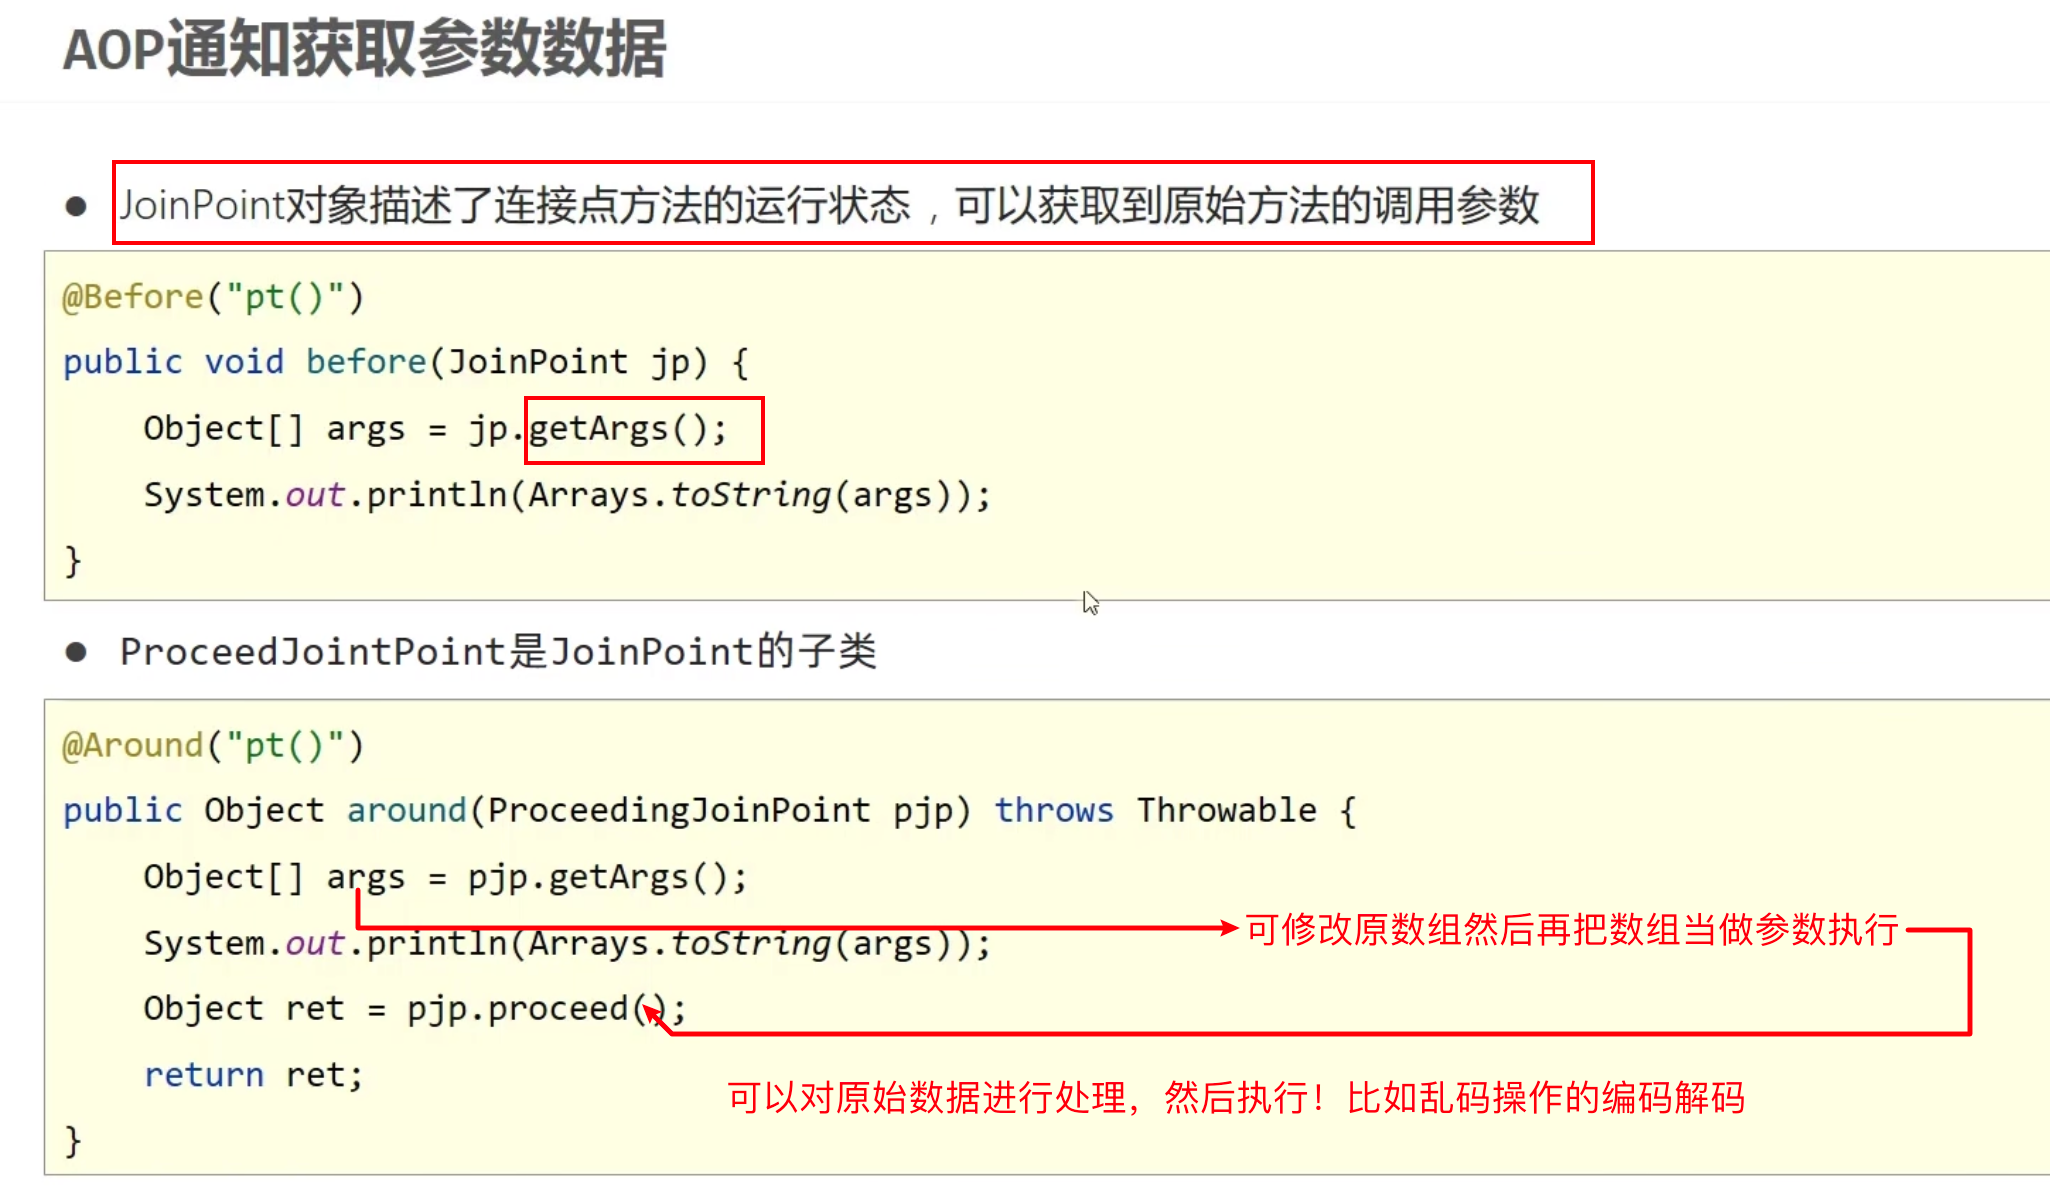 AOP通知获取参数数据
● JoinPoint对象描述了连接点方法的运行状态，可以获取到原始方法的调用参数
@Before("pt()")
public void before(JoinPoint jp) {
    Object[] args = jp.getArgs();
    System.out.println(Arrays.toString(args));
}
● ProceedJointPoint是JoinPoint的子类
@Around("pt()")
public Object around(ProceedingJoinPoint pjp) throws Throwable {
    Object[] args = pjp.getArgs();
可修改原数组然后再把数组当做参数执行
    System.out.println(Arrays.toString(args));
    Object ret = pjp.proceed();
    return ret;
可以对原始数据进行处理，然后执行！比如乱码操作的编码解码
}